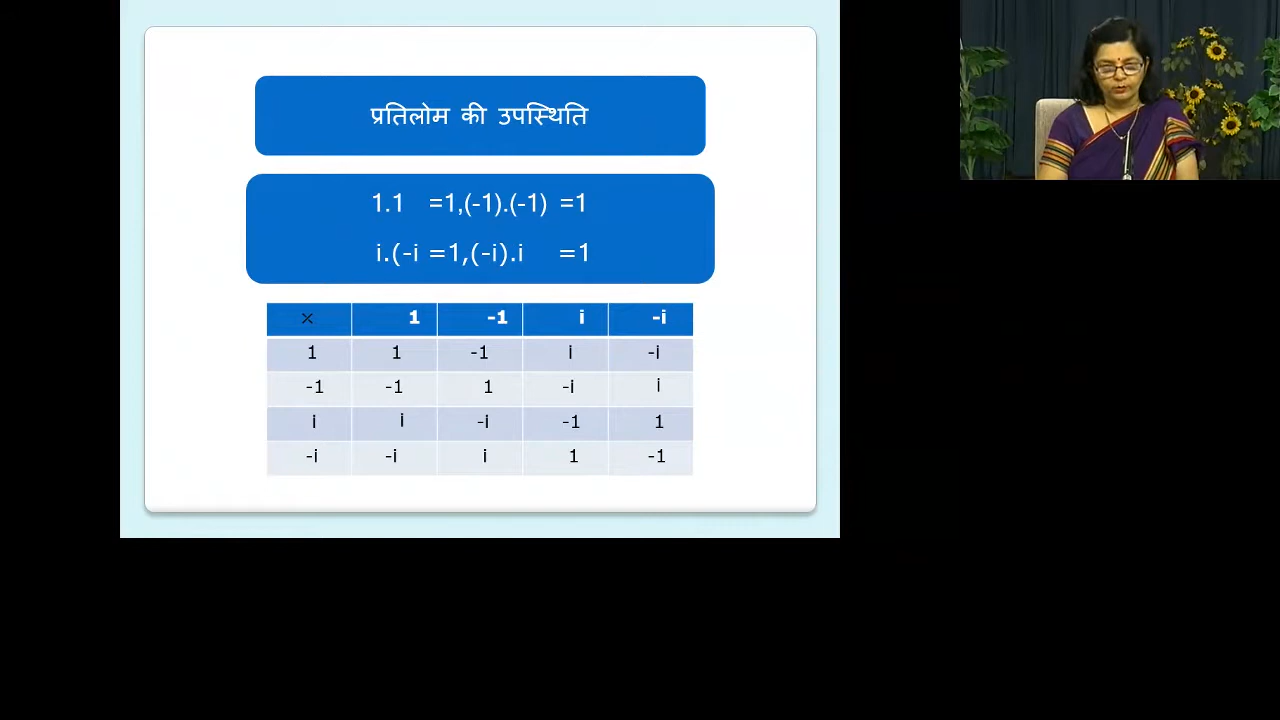 प्रतिलोम की उपस्थिति
1.1 =1,(-1).(-1) =1
i.(-i =1,(-i).i =1
× 1 -1 i -i
1 1 -1 i -i
-1 -1 1 -i i
i i -i -1 1
-i -i i 1 -1